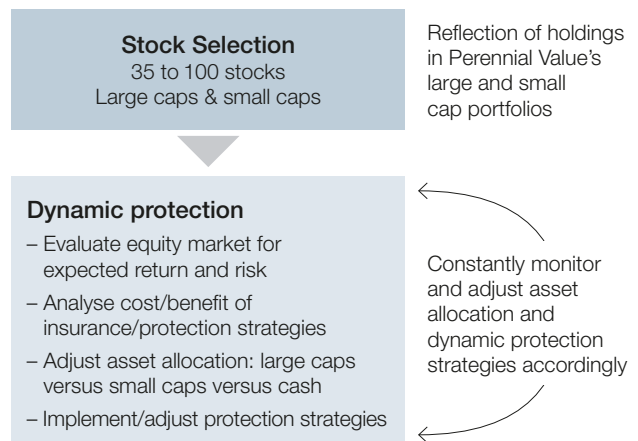 Stock Selection
35 to 100 stocks
Large caps & small caps
Reflection of holdings
in Perennial Value's
large and small
cap portfolios
Dynamic protection
– Evaluate equity market for
expected return and risk
– Analyse cost/benefit of
insurance/protection strategies
– Adjust asset allocation: large caps
versus small caps versus cash
– Implement/adjust protection strategies
Constantly monitor
and adjust asset
allocation and
dynamic protection
strategies accordingly